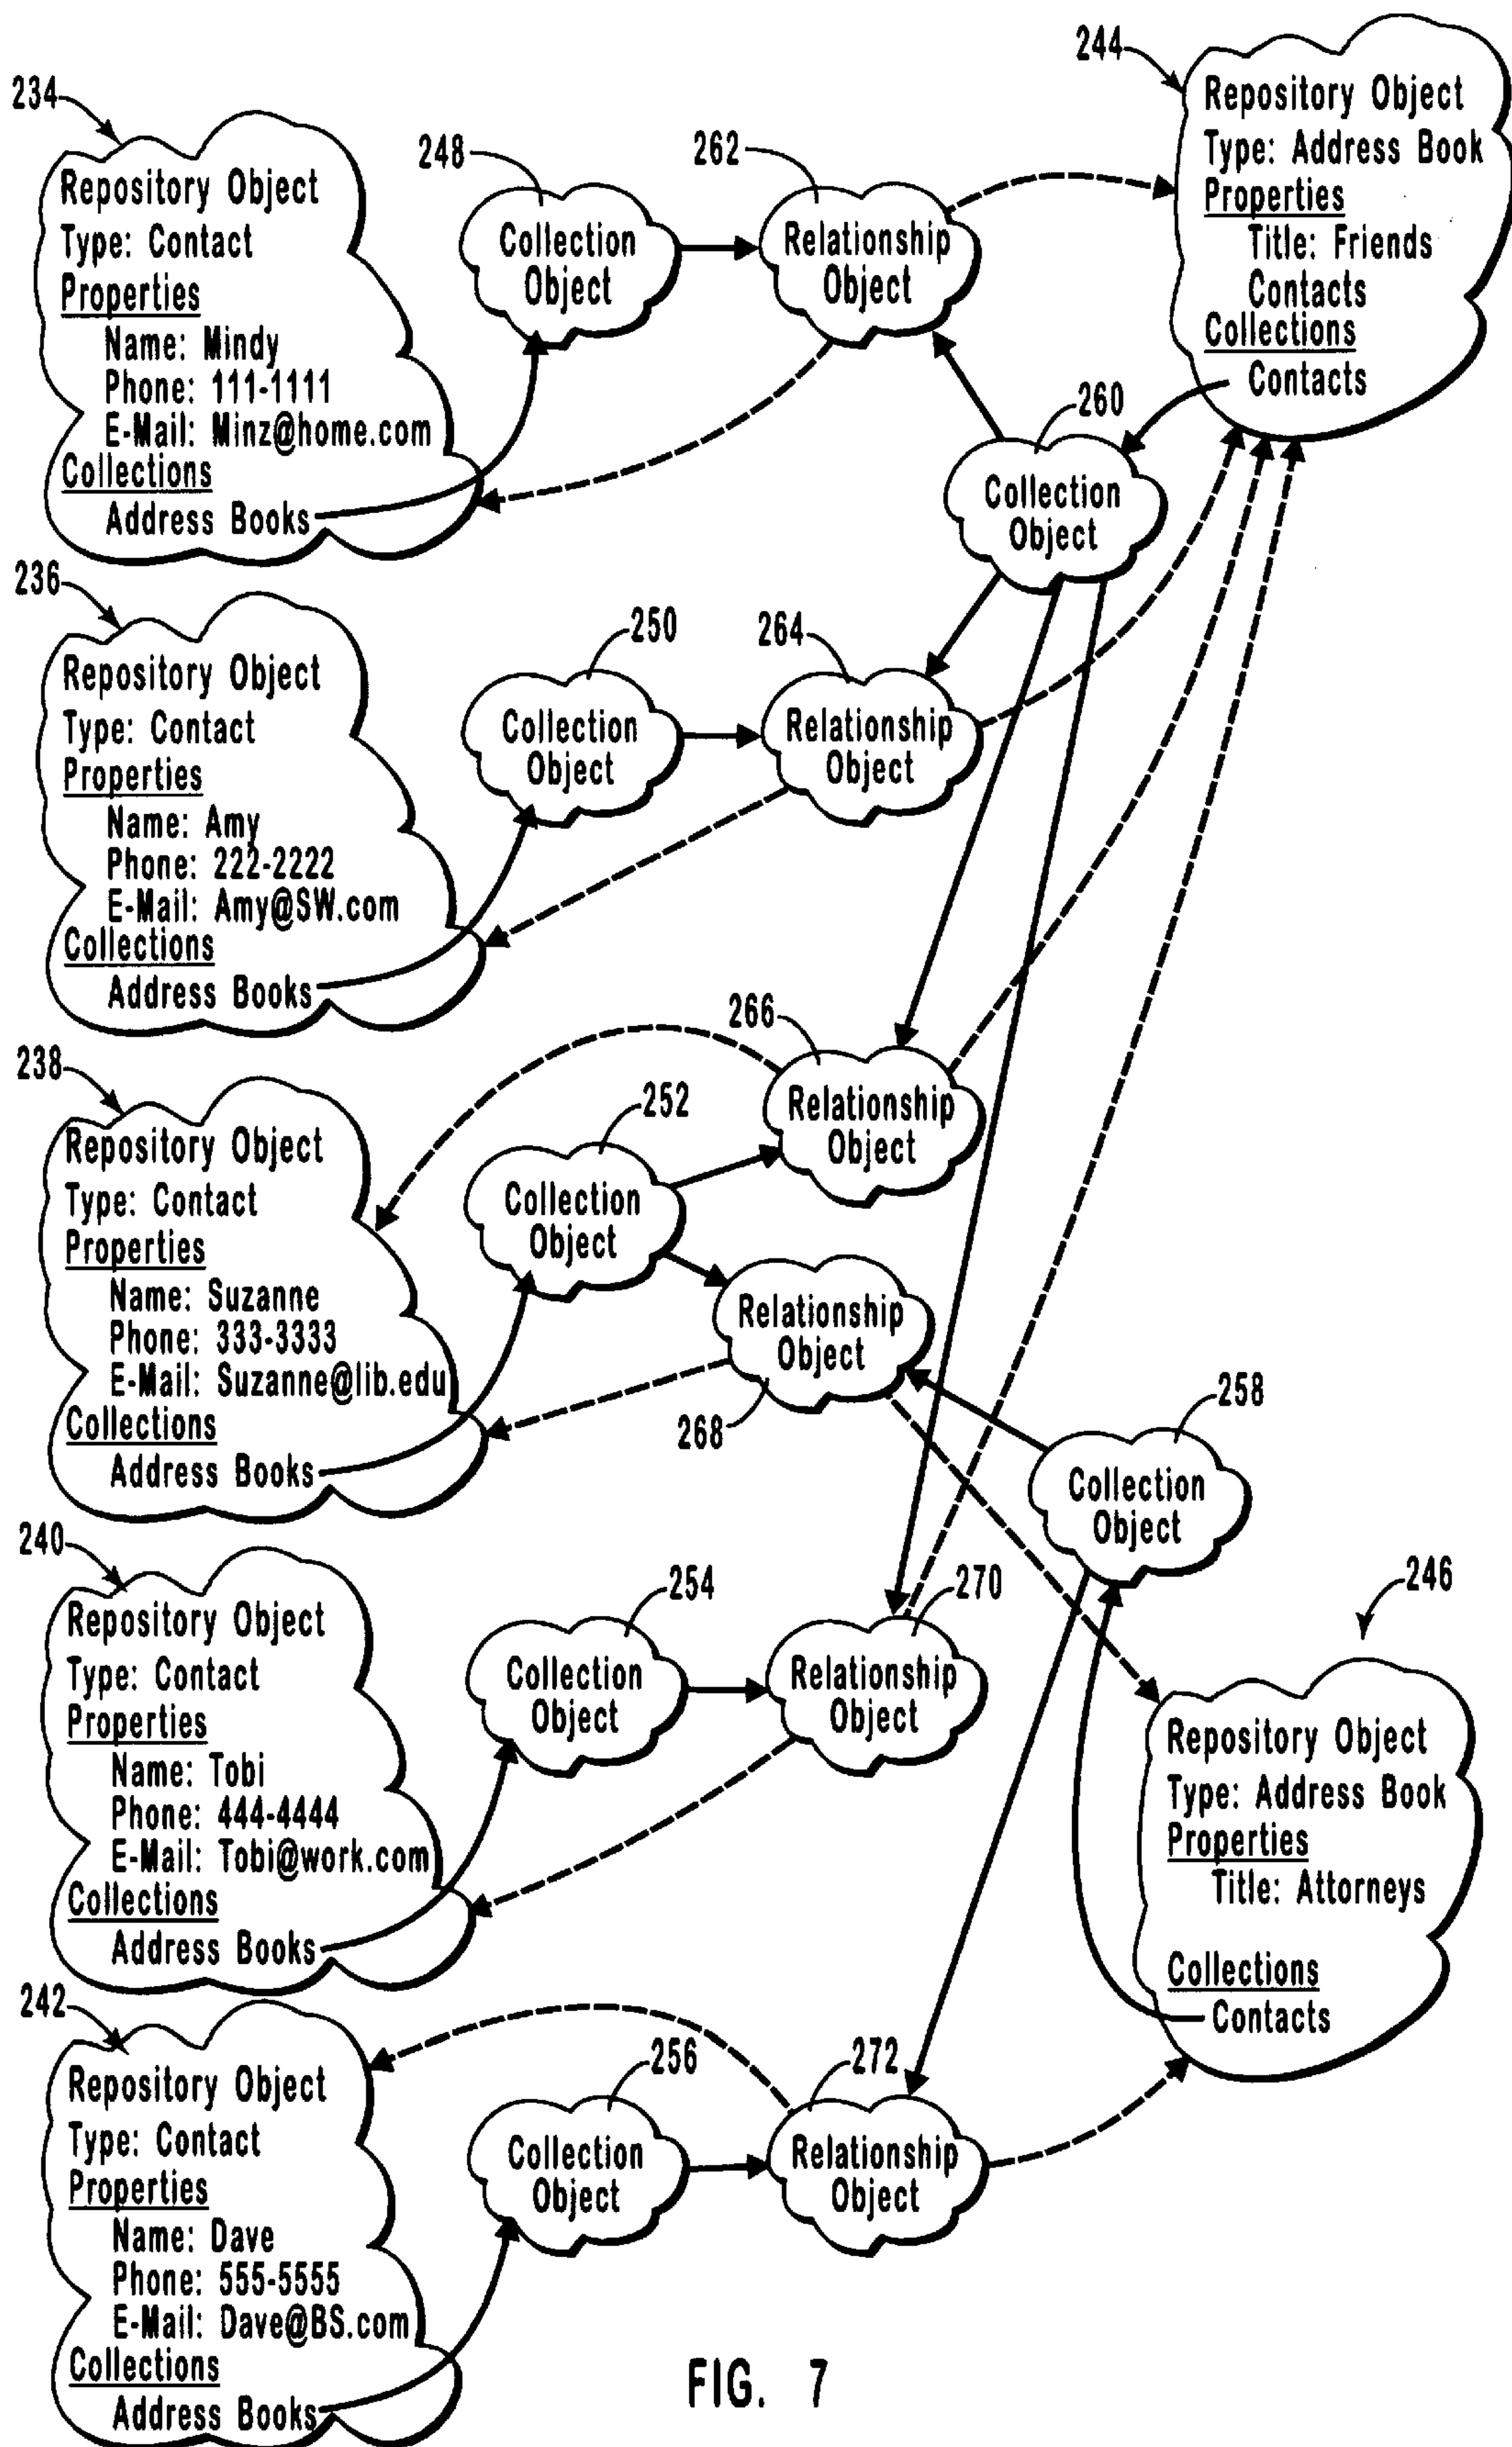 234
Repository Object
Type: Contact
Properties
Name: Mindy
Phone: 111-1111
E-Mail: Minz@home.com
Collections
Address Books
248
Collection
Object
262
Relationship
Object
244
Repository Object
Type: Address Book
Properties
Title: Friends
Contacts
Collections
Contacts
260
Collection
Object
236
Repository Object
Type: Contact
Properties
Name: Amy
Phone: 222-2222
E-Mail: Amy@SW.com
Collections
Address Books
250
Collection
Object
264
Relationship
Object
238
Repository Object
Type: Contact
Properties
Name: Suzanne
Phone: 333-3333
E-Mail: Suzanne@lib.edu
Collections
Address Books
252
Collection
Object
266
Relationship
Object
Relationship
Object
268
258
Collection
Object
240
Repository Object
Type: Contact
Properties
Name: Tobi
Phone: 444-4444
E-Mail: Tobi@work.com
Collections
Address Books
254
Collection
Object
270
Relationship
Object
246
Repository Object
Type: Address Book
Properties
Title: Attorneys
Collections
Contacts
242
Repository Object
Type: Contact
Properties
Name: Dave
Phone: 555-5555
E-Mail: Dave@BS.com
Collections
Address Books
256
Collection
Object
272
Relationship
Object
FIG. 7